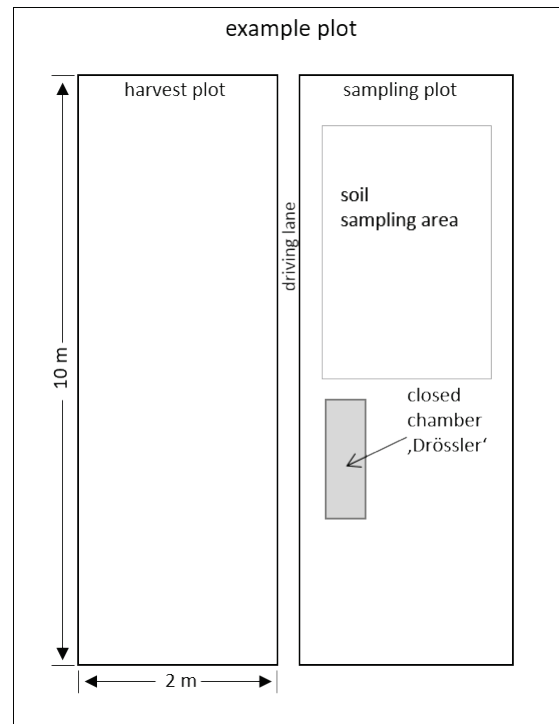 example plot
harvest plot
sampling plot
soil
sampling area
driving lane
10 m
closed
chamber
‚Drössler‘
2 m